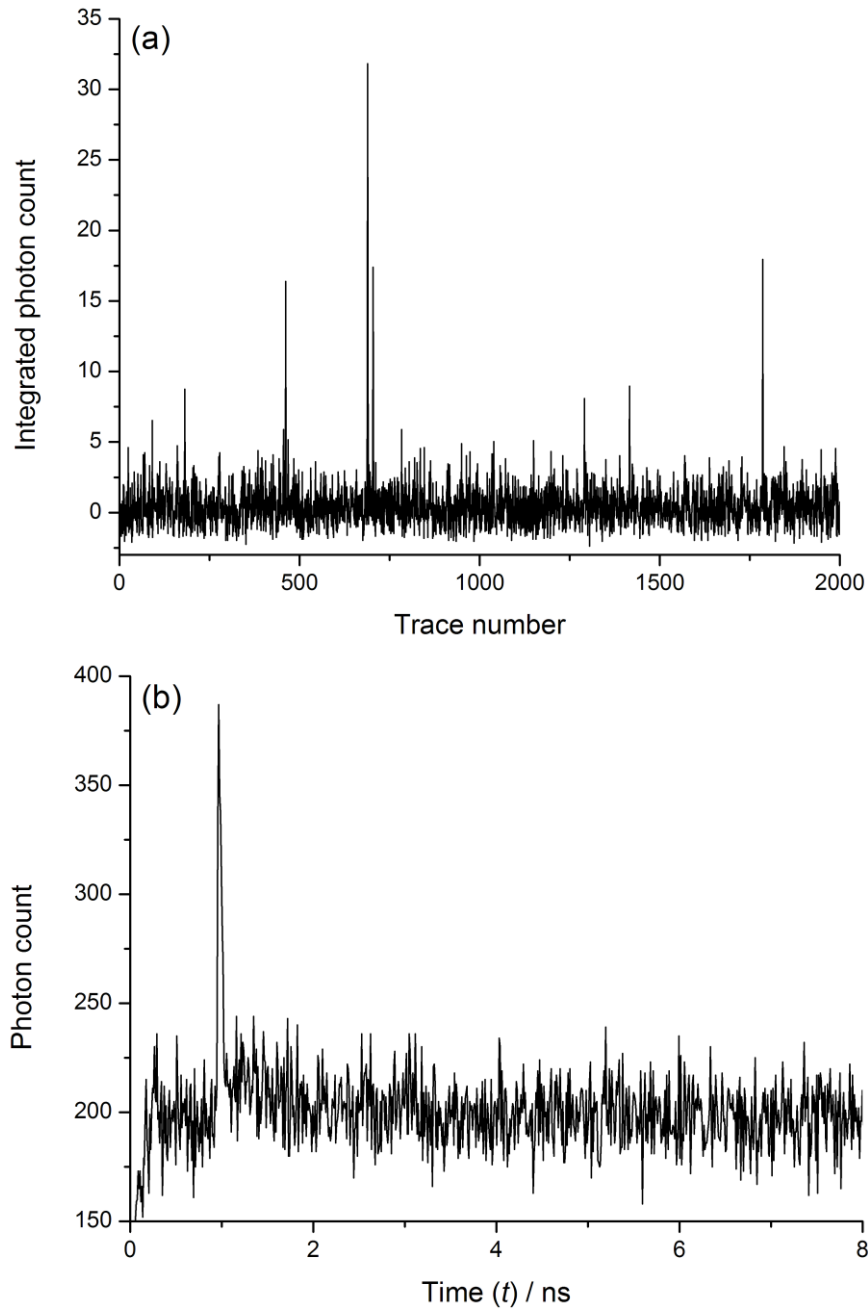 (a)
35
30
25
20
15
10
5
0
Integrated photon count
0 500 1000 1500 2000
Trace number
(b)
400
350
300
250
200
150
Photon count
0 2 4 6 8
Time (t) / ns